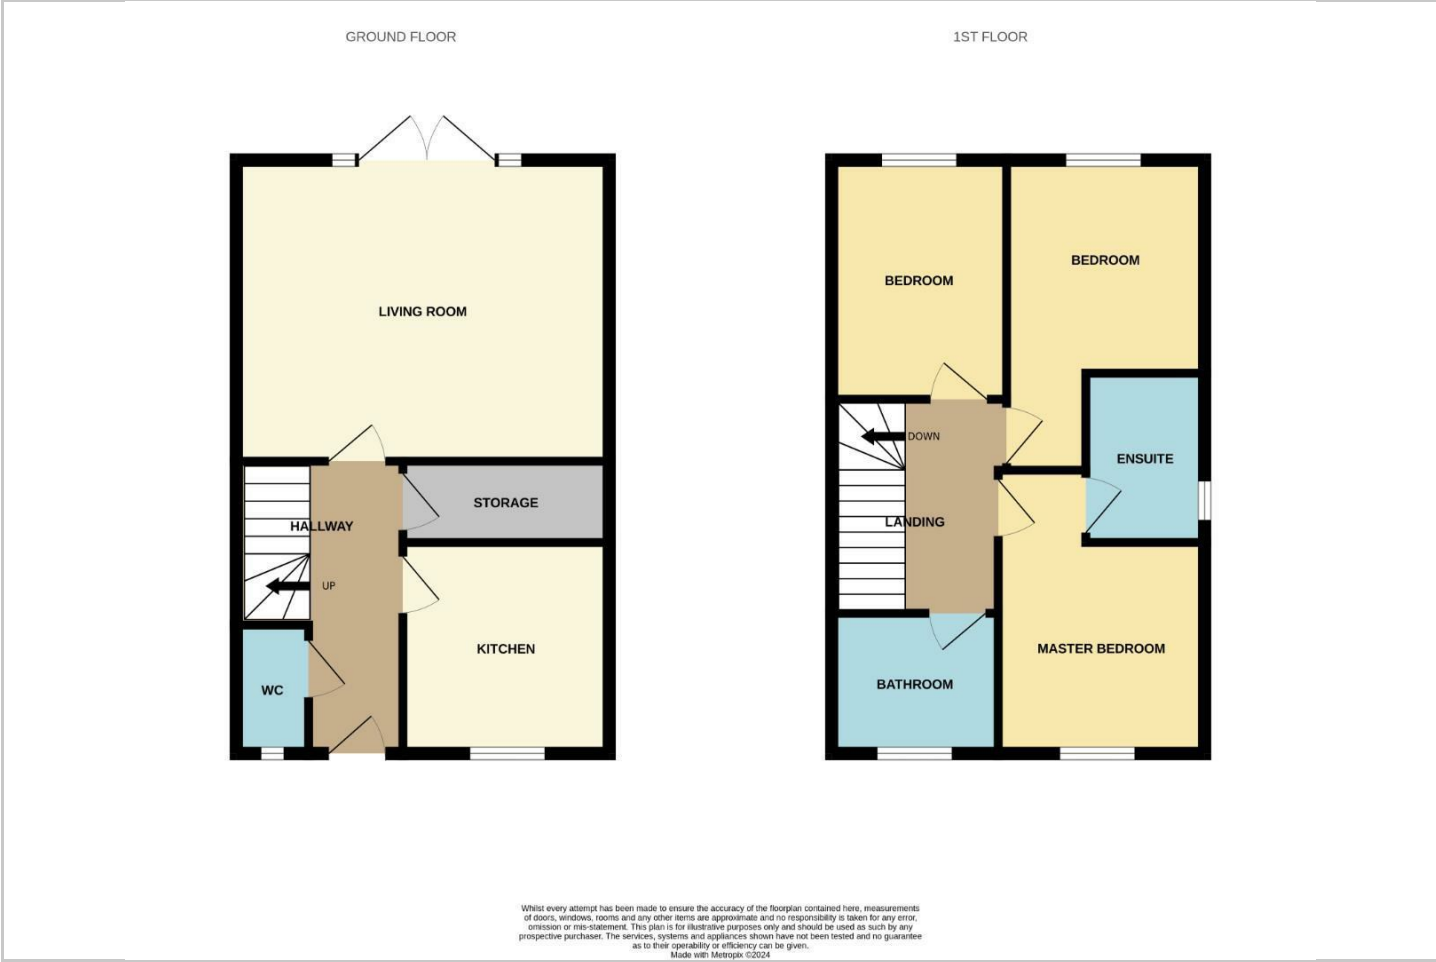 GROUND FLOOR
1ST FLOOR
LIVING ROOM
STORAGE
HALLWAY
UP
KITCHEN
WC
BEDROOM
BEDROOM
DOWN
ENSUITE
LANDING
MASTER BEDROOM
BATHROOM
Whilst every attempt has been made to ensure the accuracy of the floorplan contained here, measurements
of doors, windows, rooms and any other items are approximate and no responsibility is taken for any error,
omission or mis-statement. This plan is for illustrative purposes only and should be used as such by any
prospective purchaser. The services, systems and appliances shown have not been tested and no guarantee
as to their operability or efficiency can be given.
Made with Metropix ©2024